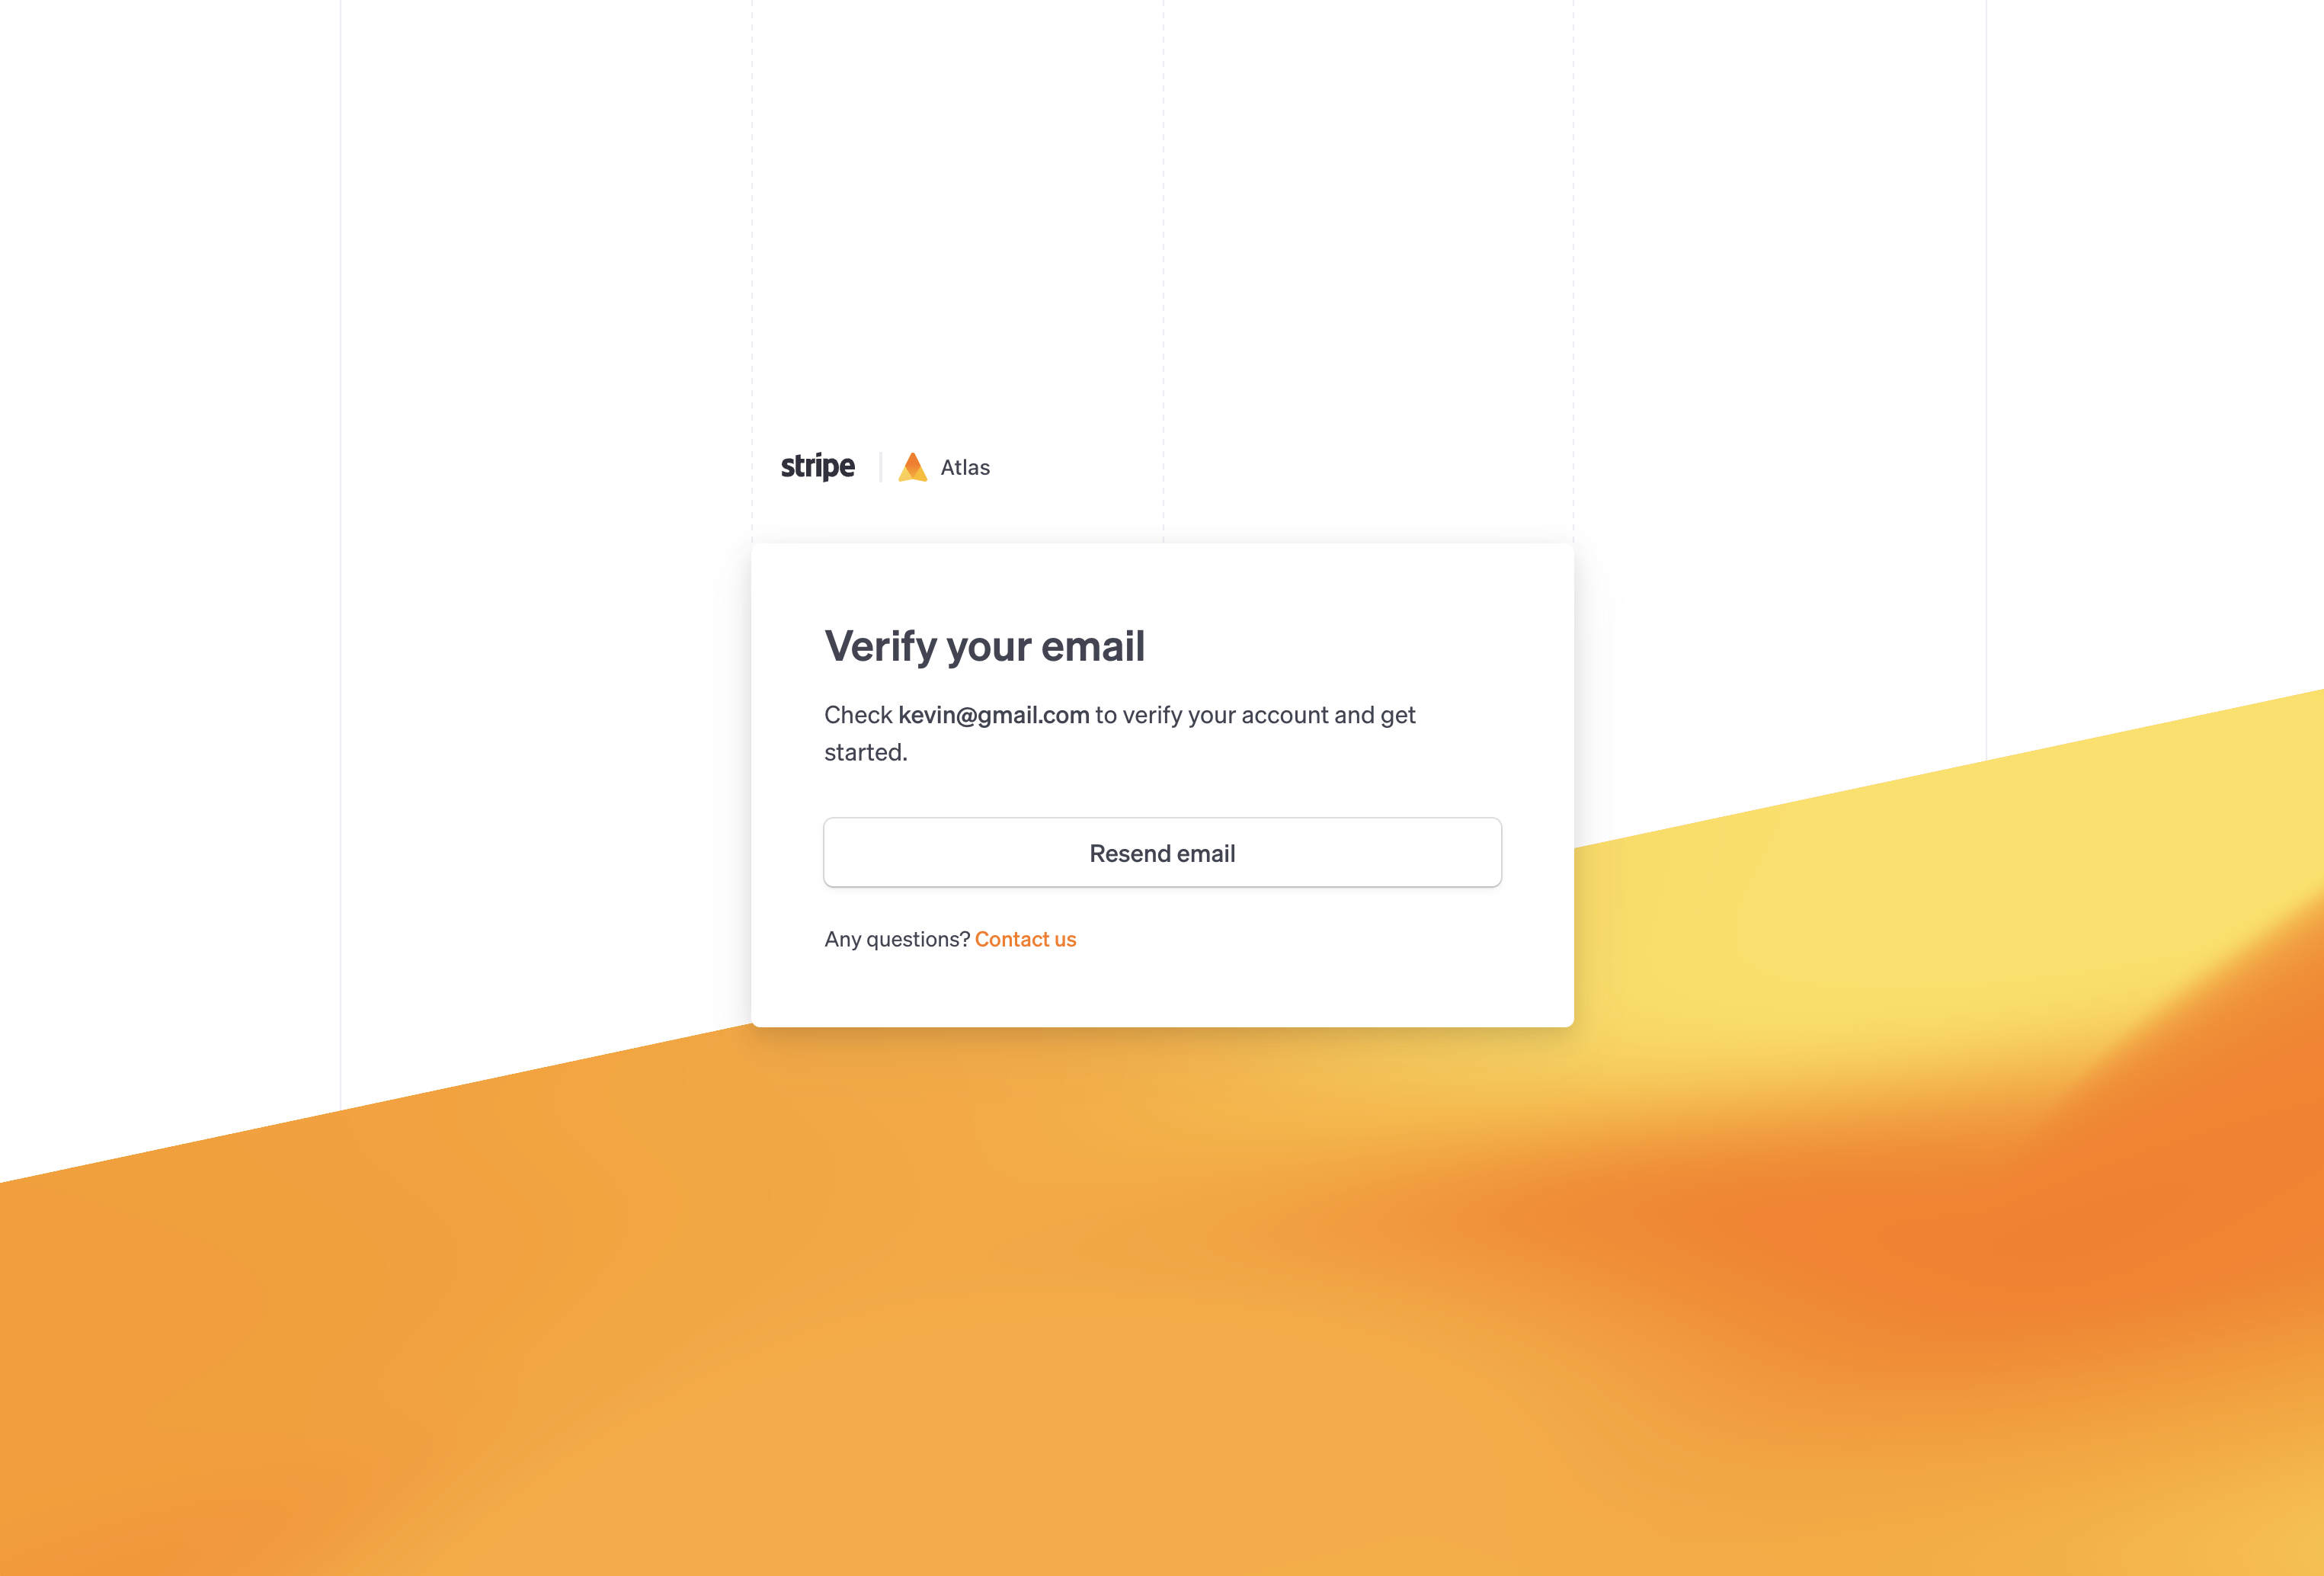 stripe Atlas
Verify your email
Check kevin@gmail.com to verify your account and get
started.
Resend email
Any questions? Contact us